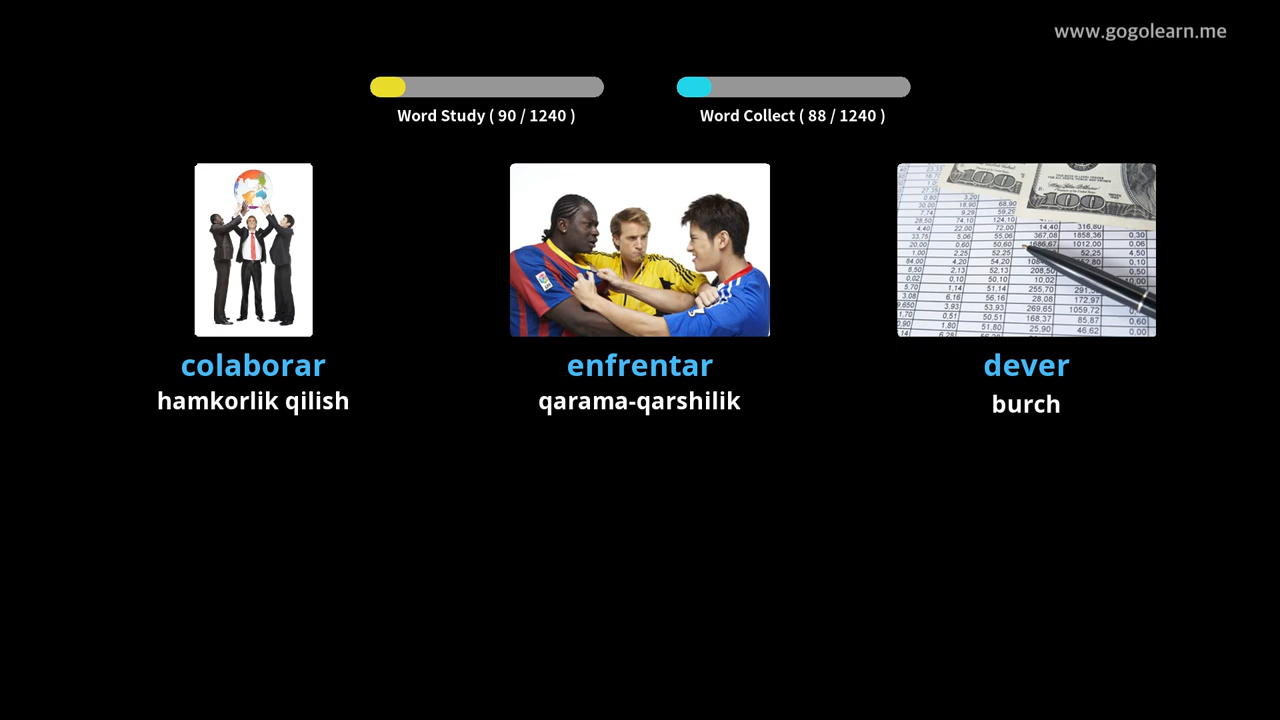 www.gogolearn.me
Word Study ( 90 / 1240 )
Word Collect ( 88 / 1240 )
colaborar
enfrentar
dever
hamkorlik qilish
qarama-qarshilik
burch